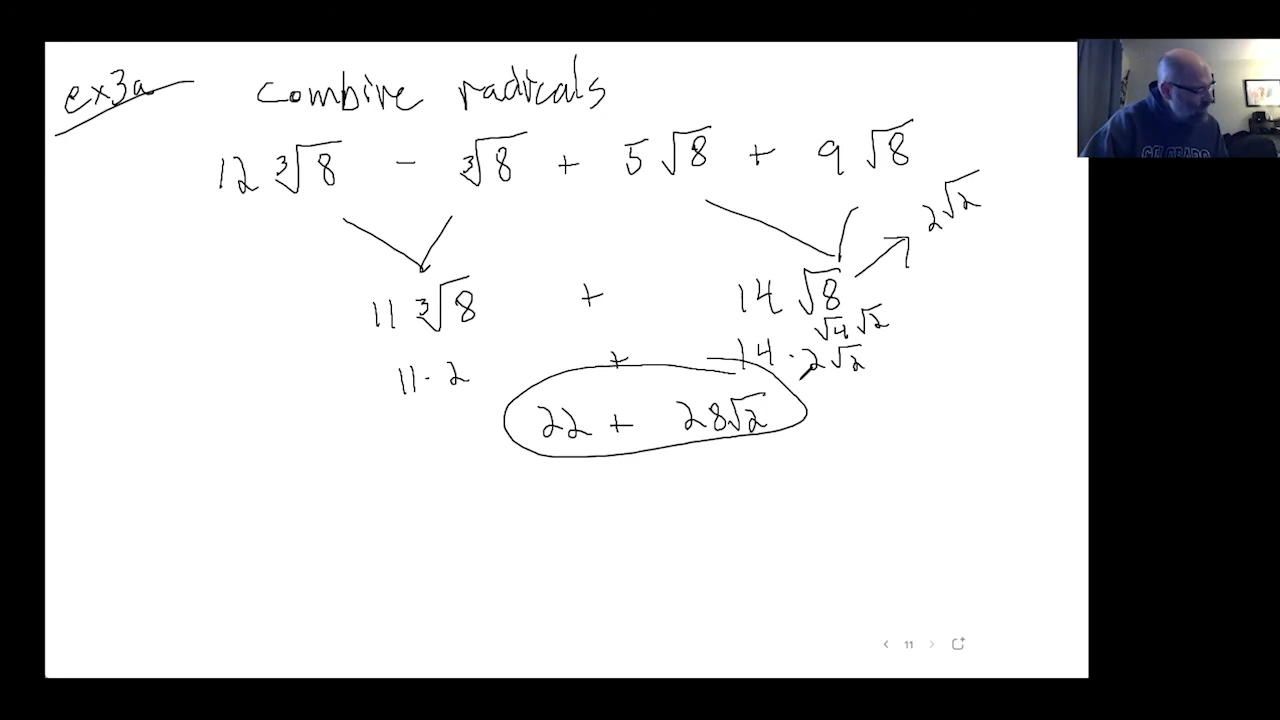 ex3a combine radicals
12 ∛8 - ∛8 + 5 √8 + 9 √8
2√2
11 ∛8 + 14 √8
√4 √2
11 · 2 + 14 · 2√2
22 + 28√2
11